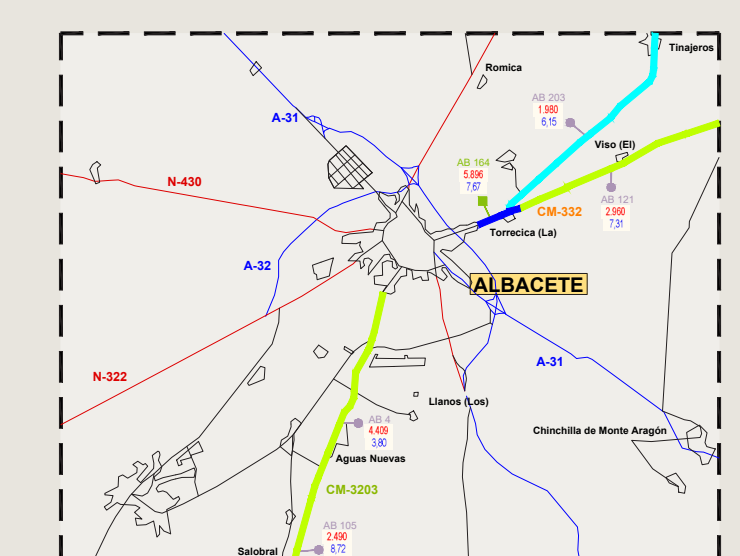 Tinajeros
Romica
AB 203
1.980
6,15
A-31
Viso (El)
AB 164
5.896
7,67
N-430
AB 121
2.960
7,31
CM-332
Torrecica (La)
A-32
ALBACETE
A-31
N-322
Llanos (Los)
AB 4
4.409
3,80
Chinchilla de Monte Aragón
Aguas Nuevas
CM-3203
AB 105
2.490
8,72
Salobral